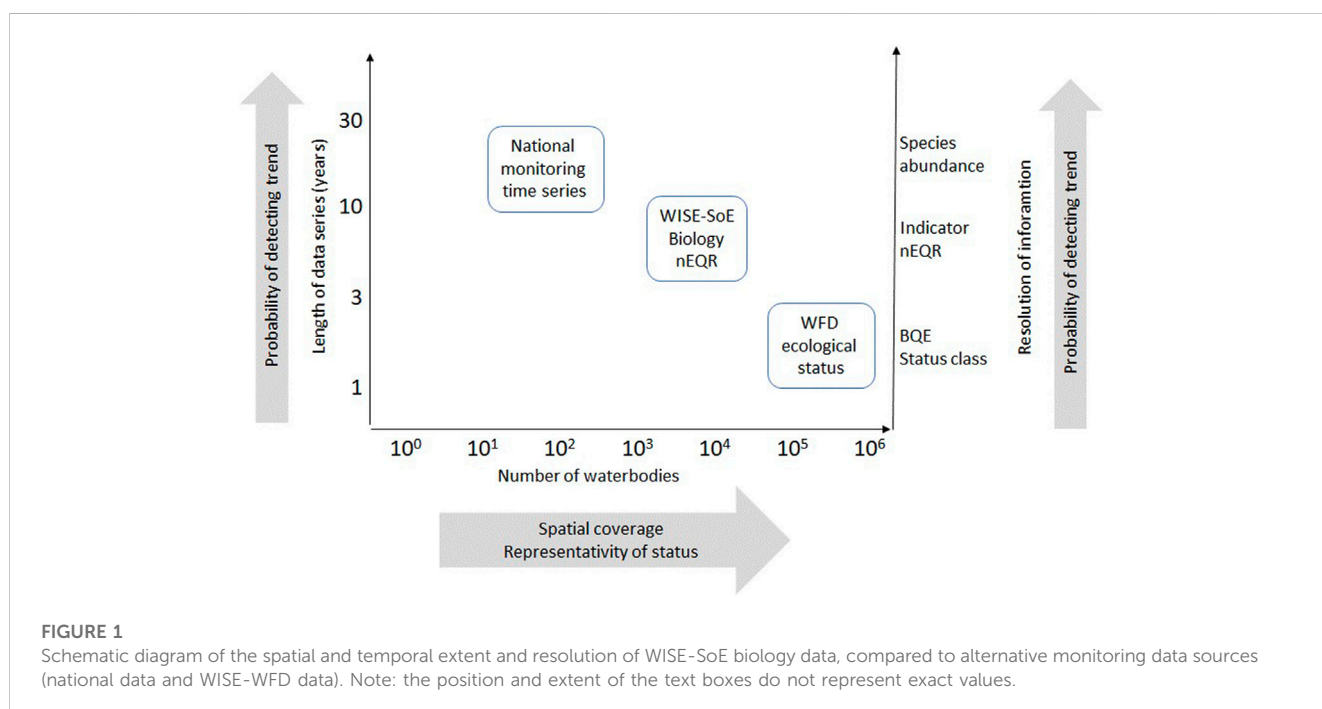 Probability of detecting trend
Length of data series (years)
30
10
3
1
National
monitoring
time series
WISE-SoE
Biology
nEQR
WFD
ecological
status
Species
abundance
Indicator
nEQR
BQE
Status class
Resolution of inforamtion
Probability of detecting trend
10⁰ 10¹ 10² 10³ 10⁴ 10⁵ 10⁶
Number of waterbodies
Spatial coverage
Representativity of status
FIGURE 1
Schematic diagram of the spatial and temporal extent and resolution of WISE-SoE biology data, compared to alternative monitoring data sources
(national data and WISE-WFD data). Note: the position and extent of the text boxes do not represent exact values.